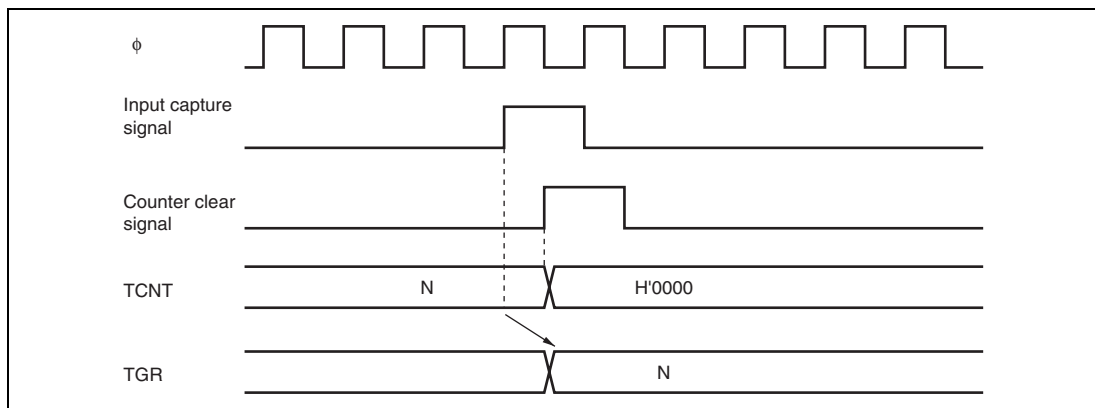 ϕ
Input capture
signal
Counter clear
signal
TCNT
N
H'0000
TGR
N